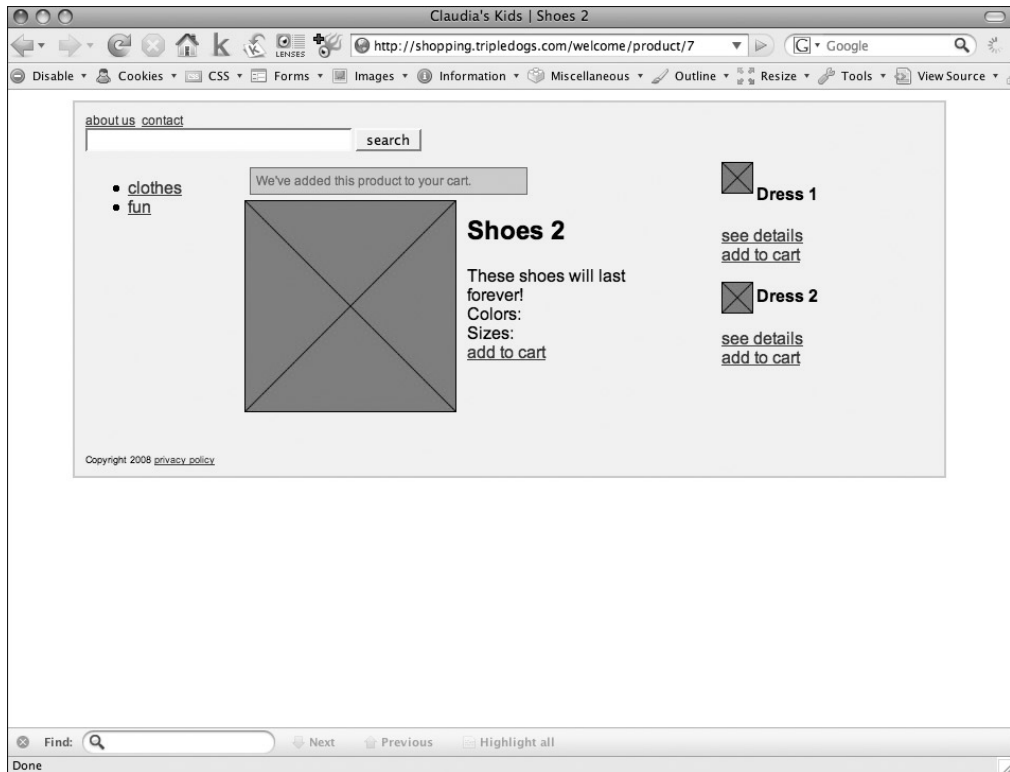 Claudia's Kids | Shoes 2
LENSES http://shopping.tripledogs.com/welcome/product/7 G Google
Disable Cookies CSS Forms Images Information Miscellaneous Outline Resize Tools View Source
about us contact
search
clothes
fun
We've added this product to your cart.
Shoes 2
These shoes will last
forever!
Colors:
Sizes:
add to cart
Dress 1
see details
add to cart
Dress 2
see details
add to cart
Copyright 2008 privacy policy
Find: Next Previous Highlight all
Done